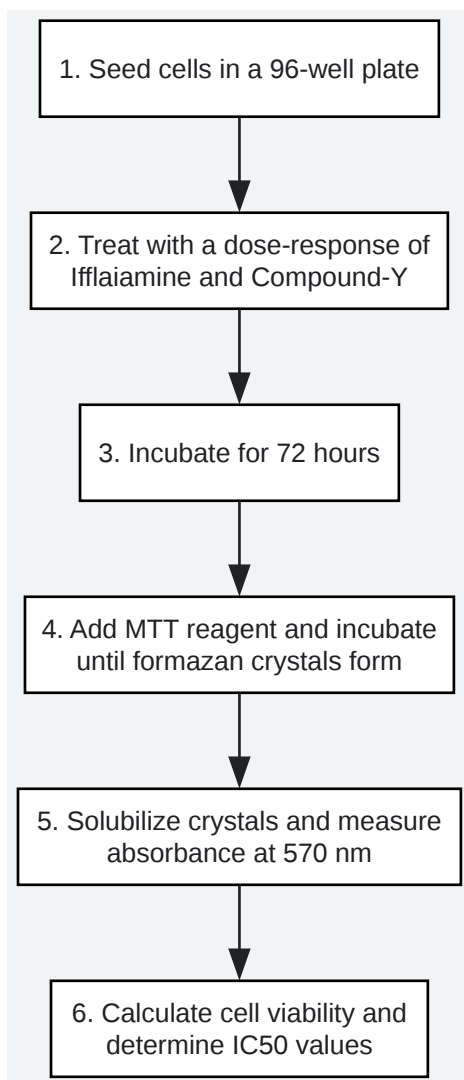 1. Seed cells in a 96-well plate
2. Treat with a dose-response of
Ifflaiamine and Compound-Y
3. Incubate for 72 hours
4. Add MTT reagent and incubate
until formazan crystals form
5. Solubilize crystals and measure
absorbance at 570 nm
6. Calculate cell viability and
determine IC50 values